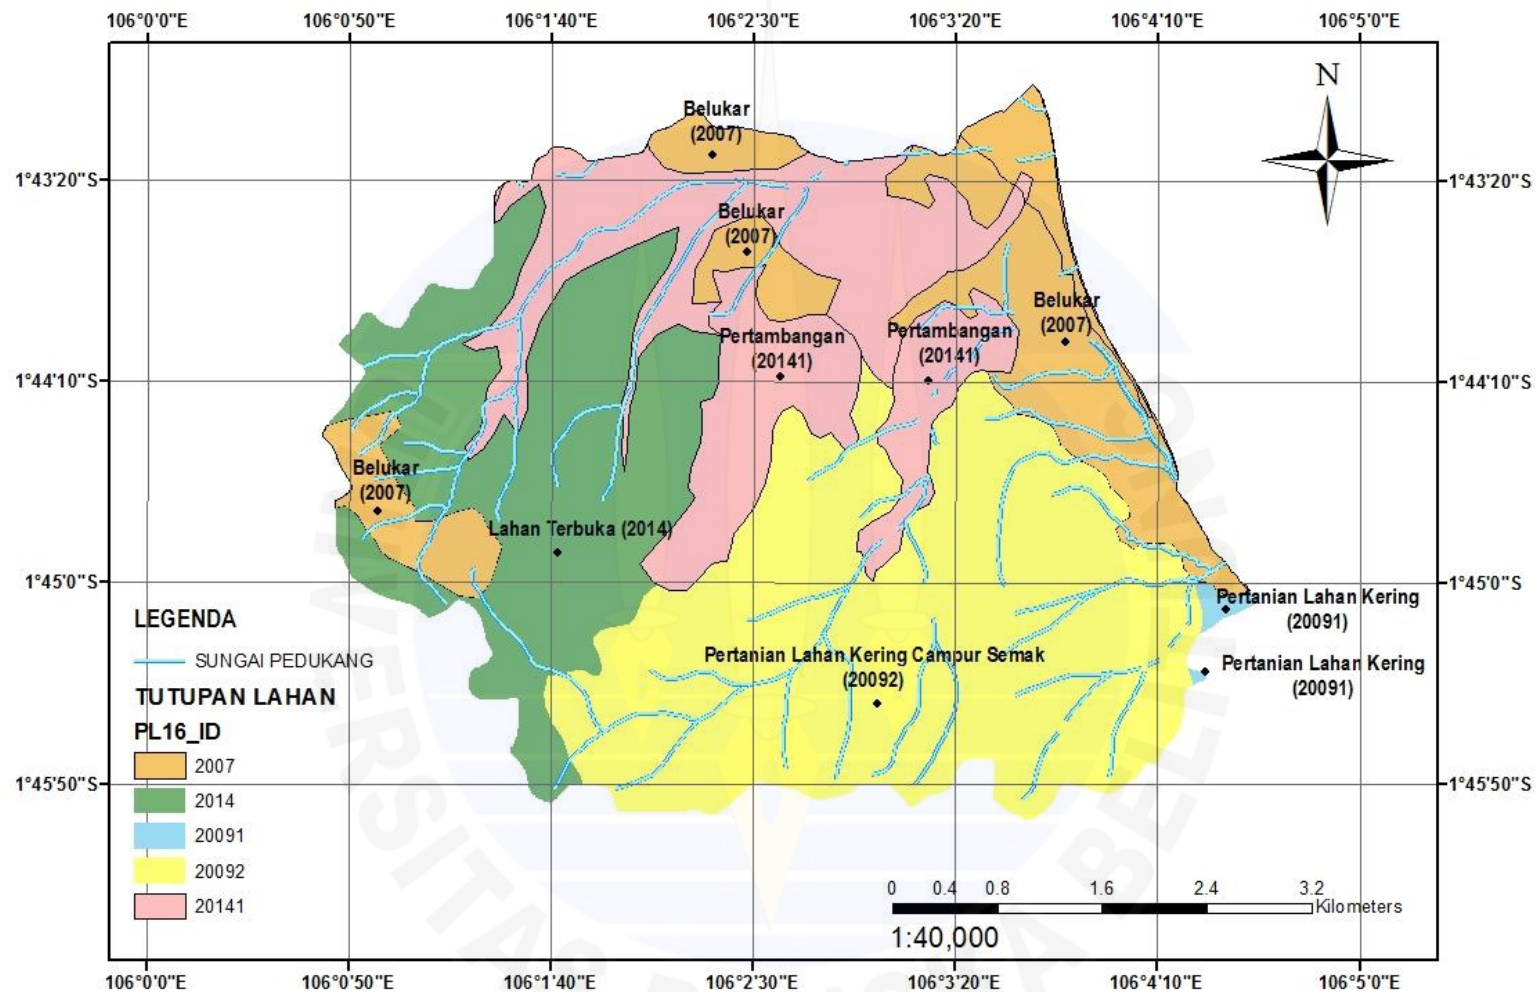 106°0'0"E 106°0'50"E 106°1'40"E 106°2'30"E 106°3'20"E 106°4'10"E 106°5'0"E
N
Belukar
(2007)
1°43'20"S 1°43'20"S
Belukar
(2007)
Belukar
(2007)
Pertambangan
(20141)
Pertambangan
(20141)
1°44'10"S 1°44'10"S
Belukar
(2007)
Lahan Terbuka (2014)
1°45'0"S 1°45'0"S
Pertanian Lahan Kering
(20091)
Pertanian Lahan Kering Campur Semak
(20092)
Pertanian Lahan Kering
(20091)
LEGENDA
SUNGAI PEDUKANG
TUTUPAN LAHAN
PL16_ID
2007
2014
20091
20092
20141
1°45'50"S 1°45'50"S
0 0.4 0.8 1.6 2.4 3.2
Kilometers
1:40,000
106°0'0"E 106°0'50"E 106°1'40"E 106°2'30"E 106°3'20"E 106°4'10"E 106°5'0"E